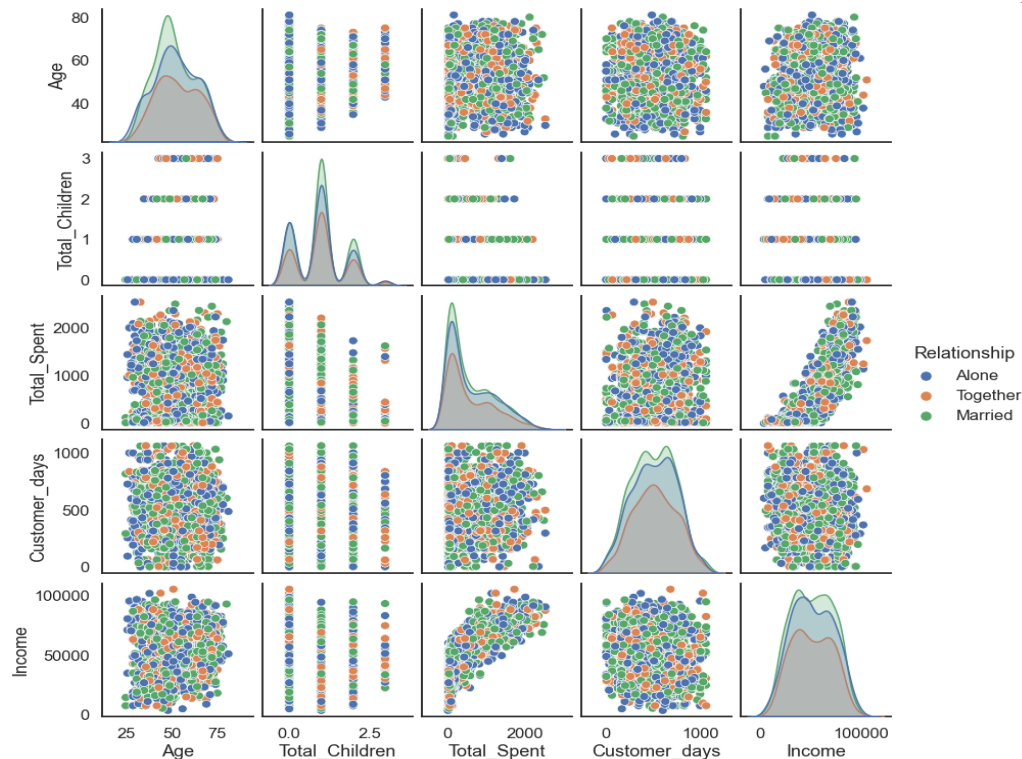 80
60
40
Age
3
2
1
0
Total_Children
2000
1000
0
Total_Spent
Relationship
Alone
Together
Married
1000
500
0
Customer_days
100000
50000
0
Income
25 50 75 0.0 2.5 0 2000 0 1000 0 100000
Age Total_Children Total_Spent Customer_days Income